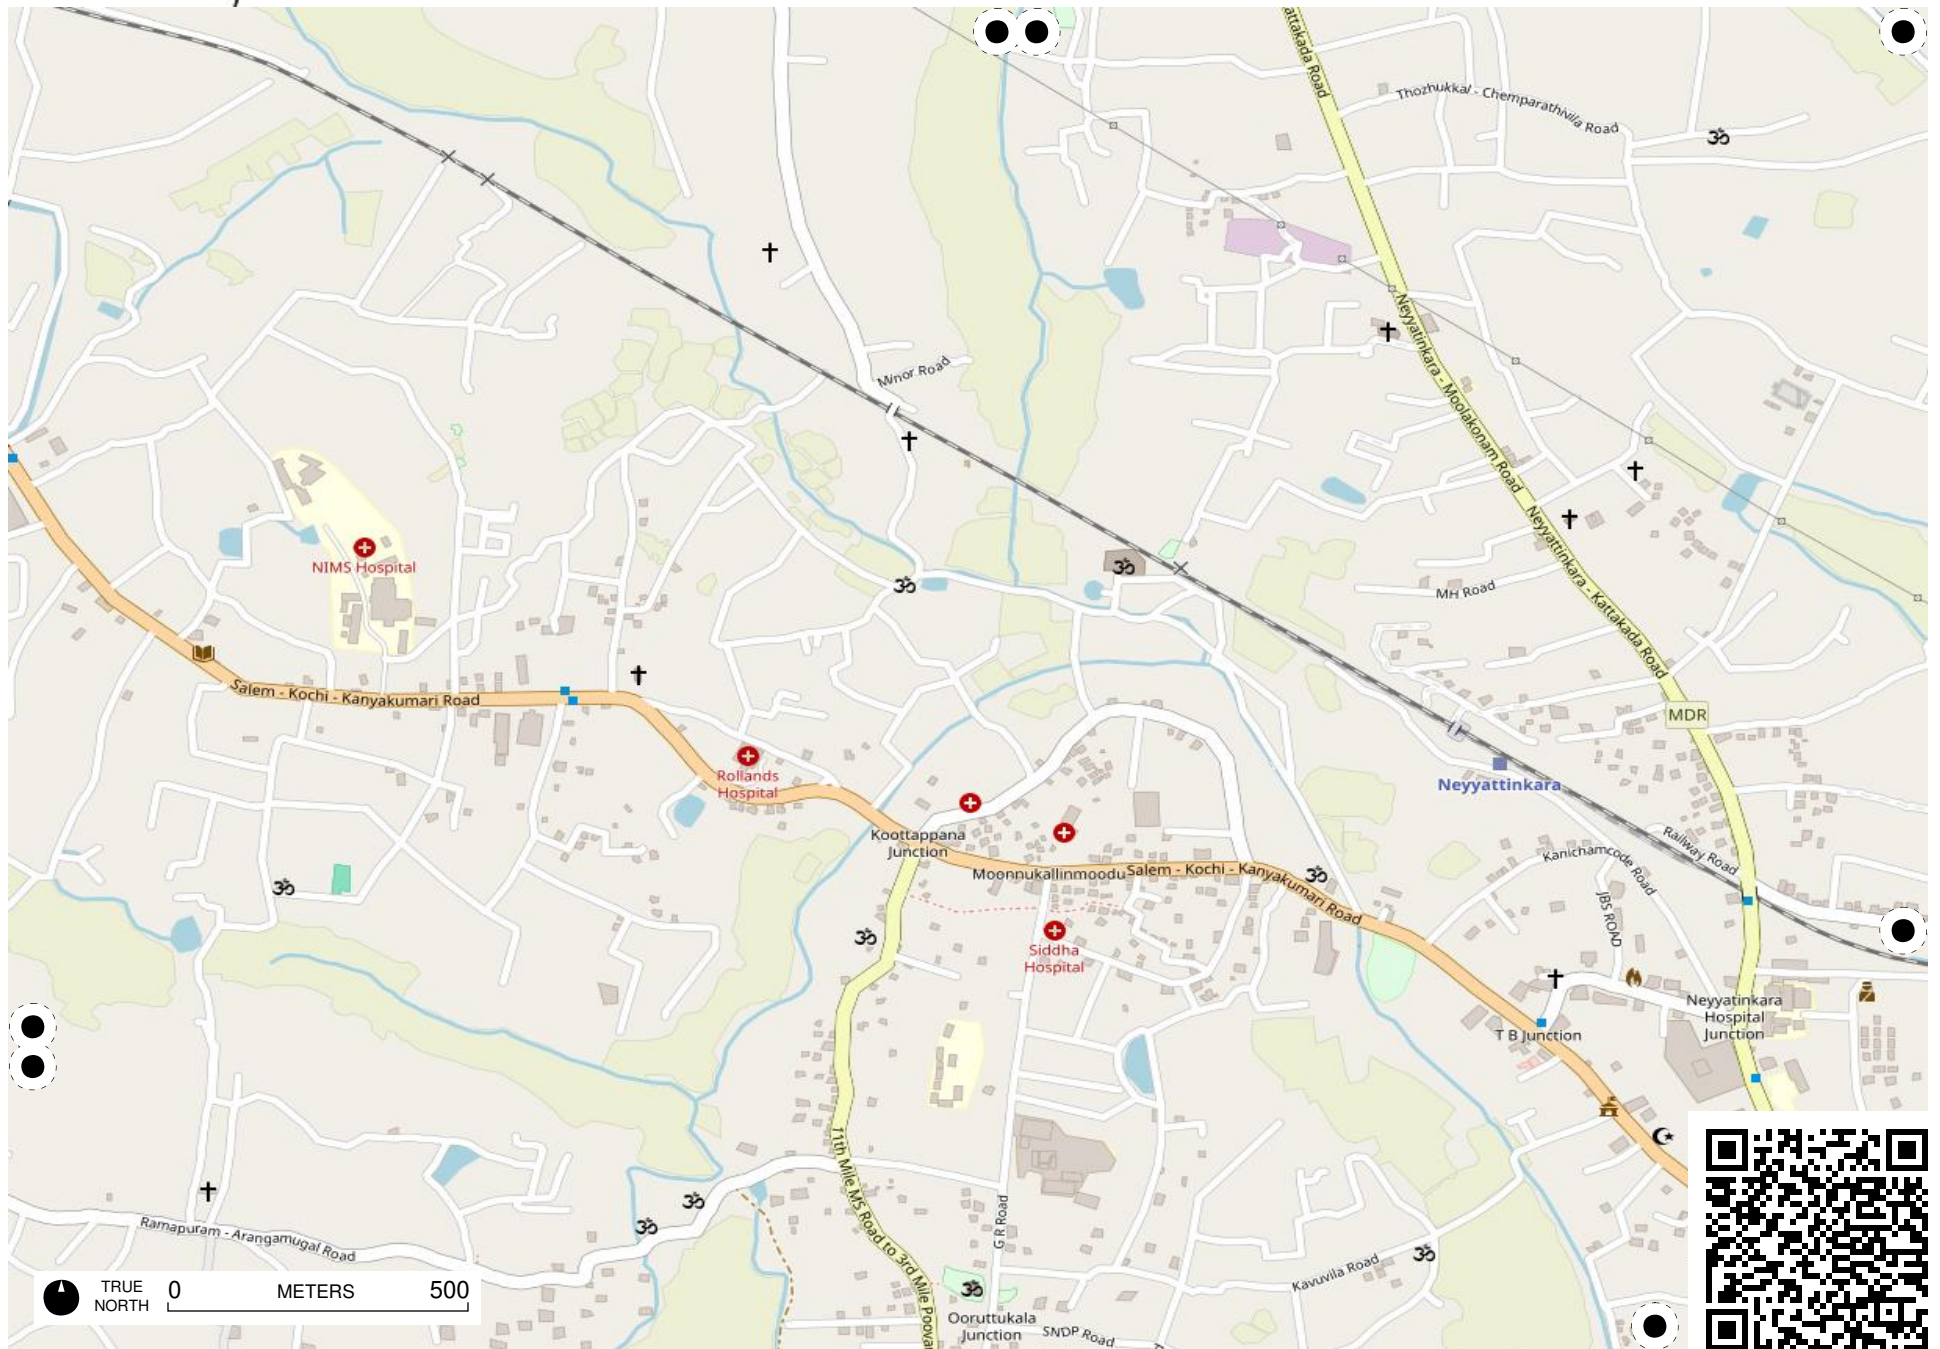 Kattakada Road
Thozhukkal - Chemparathivila Road
ॐ
Neyyatinkara - Moolakonam Road
Minor Road
Neyyattinkara - Kattakada Road
NIMS Hospital
ॐ
ॐ
MH Road
Salem - Kochi - Kanyakumari Road
MDR
Rollands
Hospital
Neyyattinkara
Koottappana
Junction
Railway Road
Kanichamcode Road
Moonnukallinmoodu
Salem - Kochi - Kanyakumari Road
ॐ
ॐ
JBS ROAD
ॐ
Siddha
Hospital
Neyyatinkara
Hospital
Junction
T B Junction
11th Mile MS Road to 3rd Mile Poova
ॐ
ॐ
G R Road
Ramapuram - Arangamugal Road
ॐ
Kavuvila Road
ॐ
Ooruttukala
Junction
SNDP Road
TRUE
NORTH
0 METERS 500